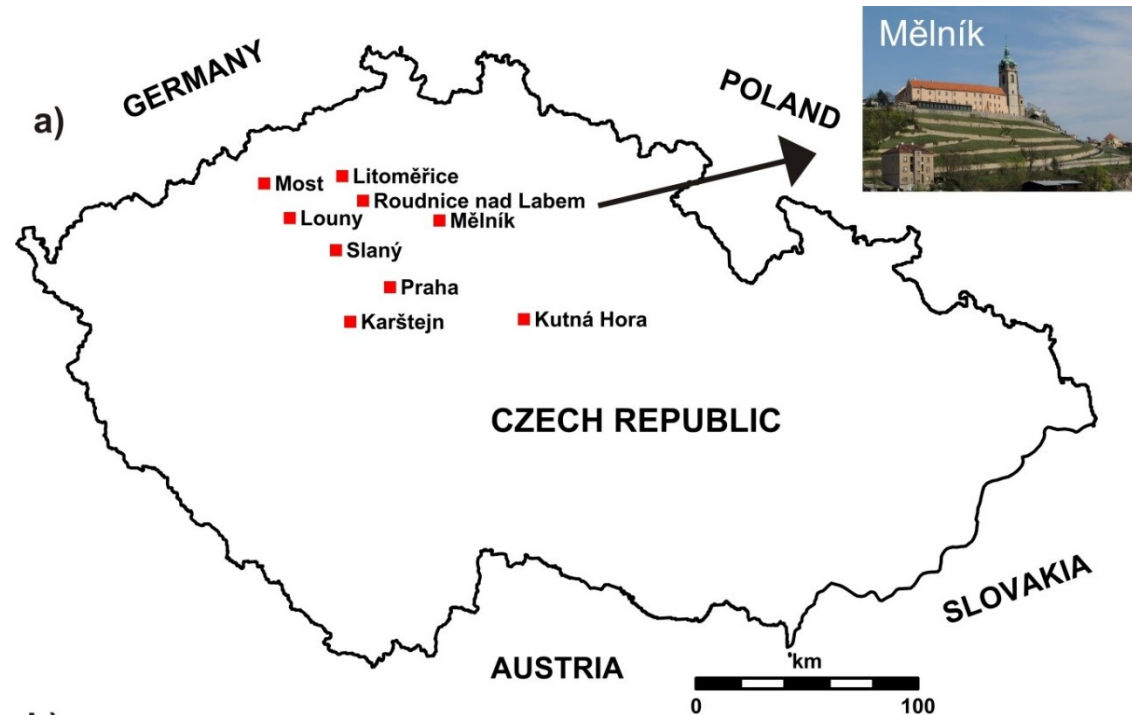 Mělník
GERMANY
POLAND
a)
Litoměřice
Most
Roudnice nad Labem
Louny
Mělník
Slaný
Praha
Karštejn
Kutná Hora
CZECH REPUBLIC
SLOVAKIA
AUSTRIA
km
0 100